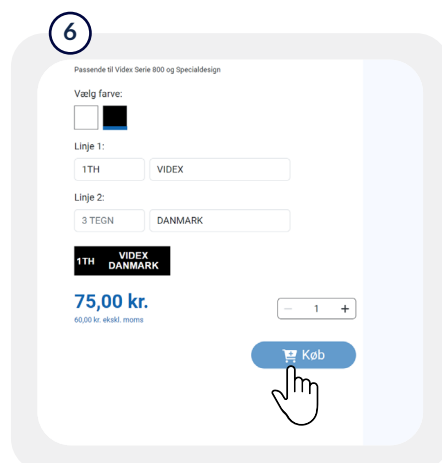 6
Passende til Videx Serie 800 og Specialdesign
Vælg farve:
Linje 1:
1TH VIDEX
Linje 2:
3 TEGN DANMARK
1TH VIDEX
DANMARK
75,00 kr.
60,00 kr. ekskl. moms
— 1 +
Køb